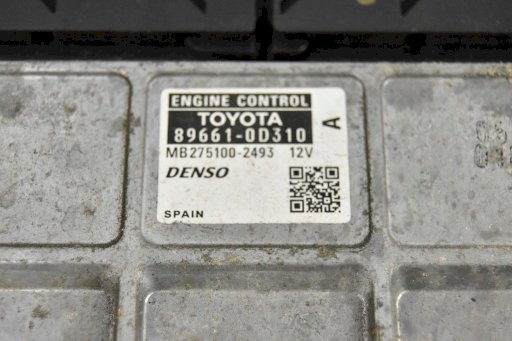 ENGINE CONTROL
TOYOTA
89661-0D310 A
MB275100-2493 12V
DENSO
SPAIN